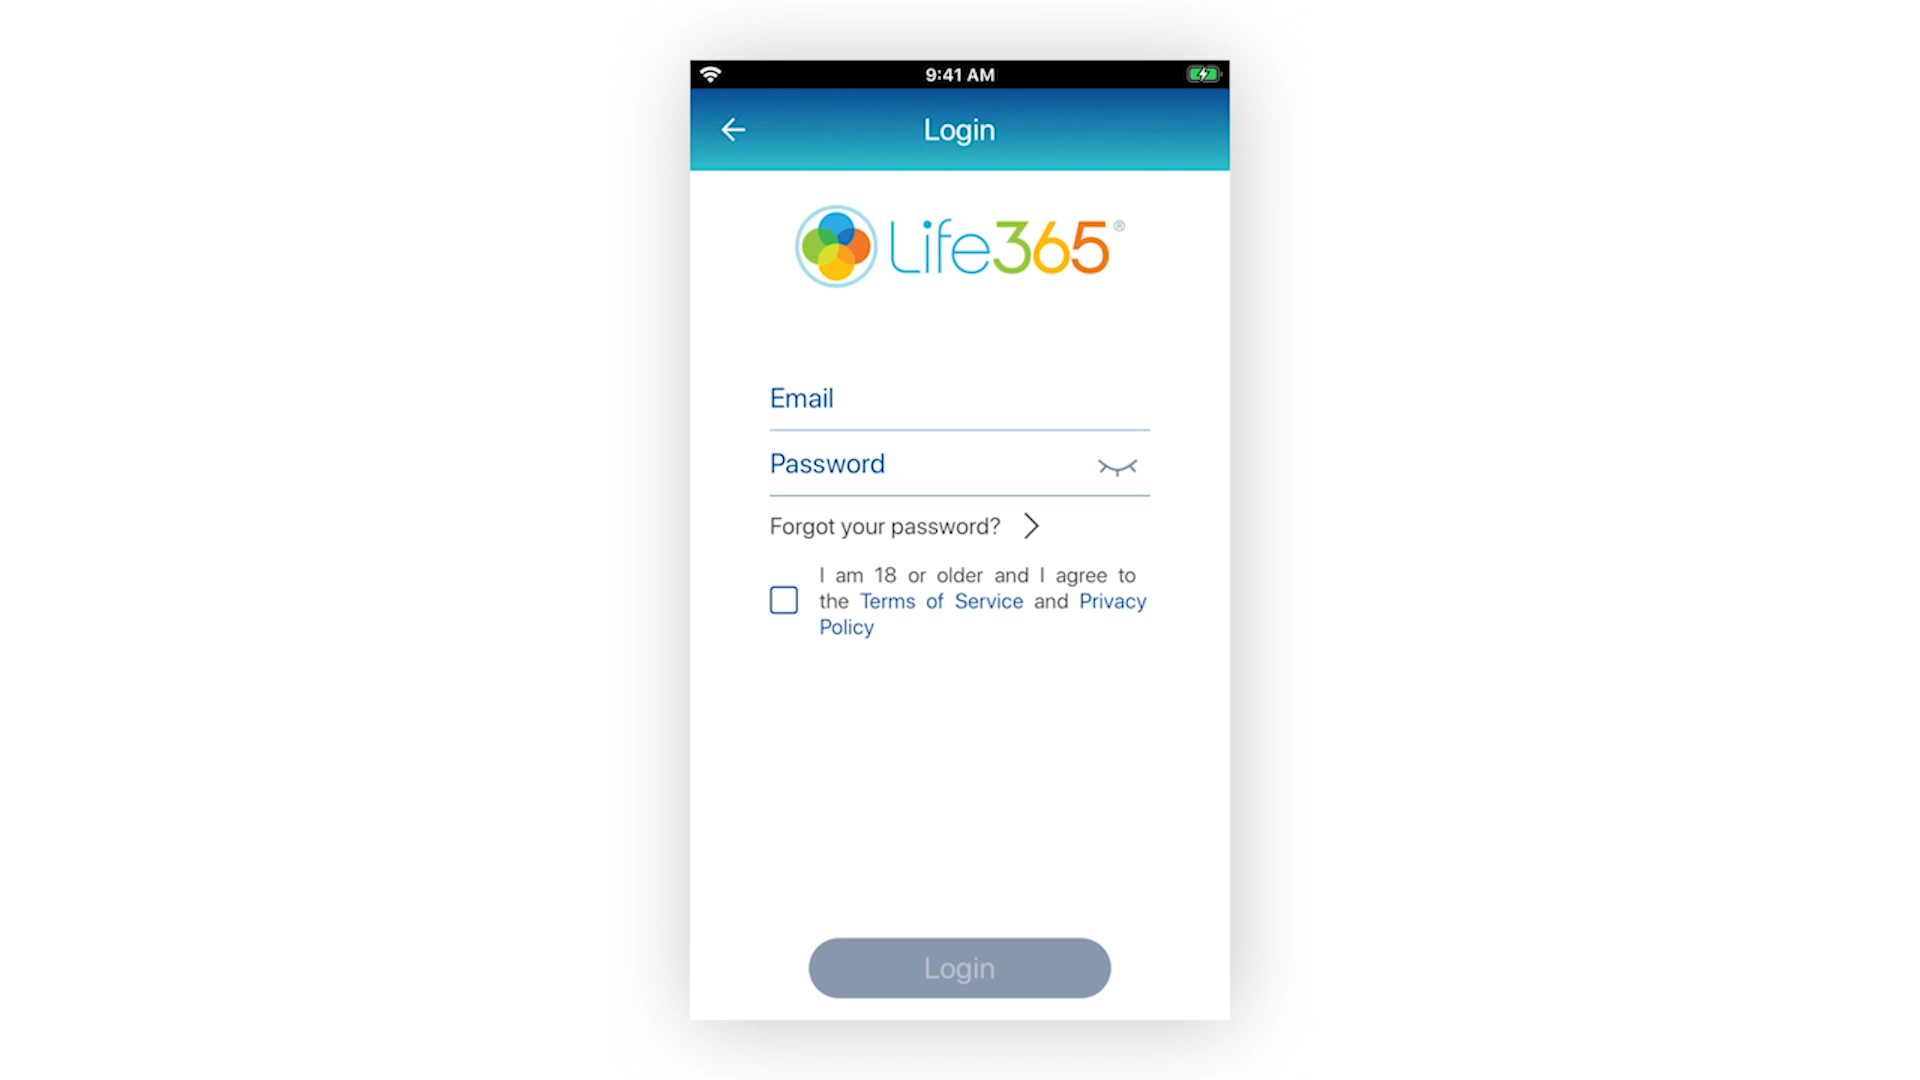 9:41 AM
Login
Life365®
Email
Password
Forgot your password?
I am 18 or older and I agree to
the Terms of Service and Privacy
Policy
Login